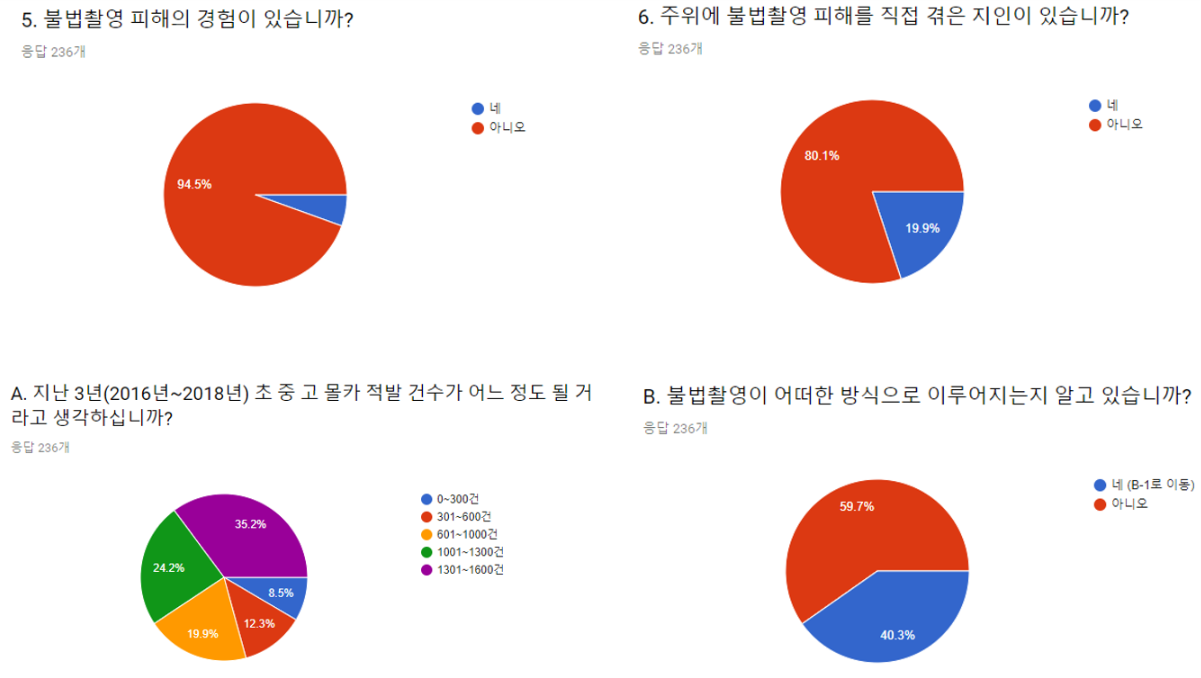 5. 불법촬영 피해의 경험이 있습니까?
응답 236개
네
아니오
94.5%
6. 주위에 불법촬영 피해를 직접 겪은 지인이 있습니까?
응답 236개
네
아니오
80.1%
19.9%
A. 지난 3년(2016년~2018년) 초 중 고 몰카 적발 건수가 어느 정도 될 거
라고 생각하십니까?
응답 236개
0~300건
301~600건
601~1000건
1001~1300건
1301~1600건
35.2%
24.2%
8.5%
12.3%
19.9%
B. 불법촬영이 어떠한 방식으로 이루어지는지 알고 있습니까?
응답 236개
네 (B-1로 이동)
아니오
59.7%
40.3%